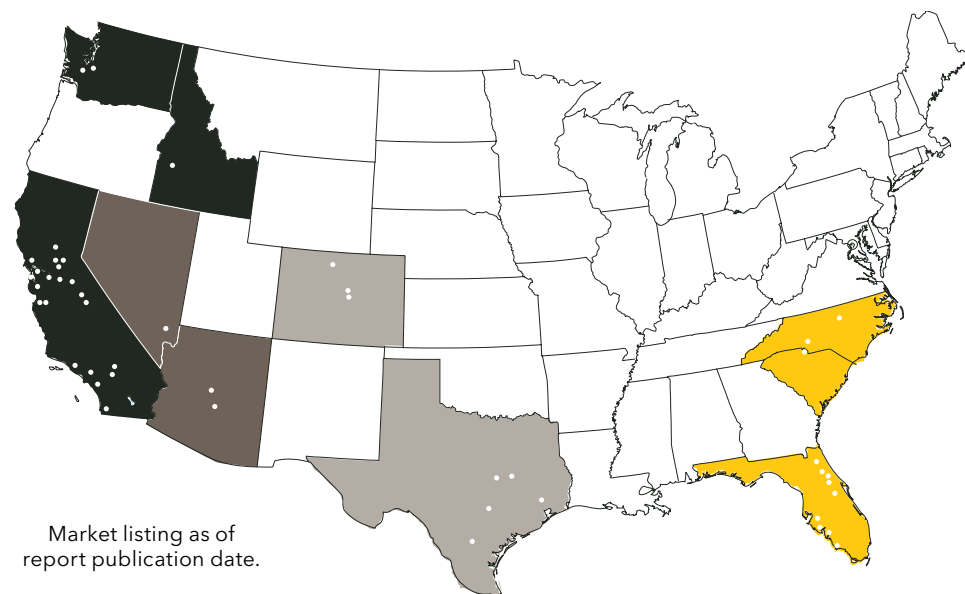 Market listing as of
report publication date.